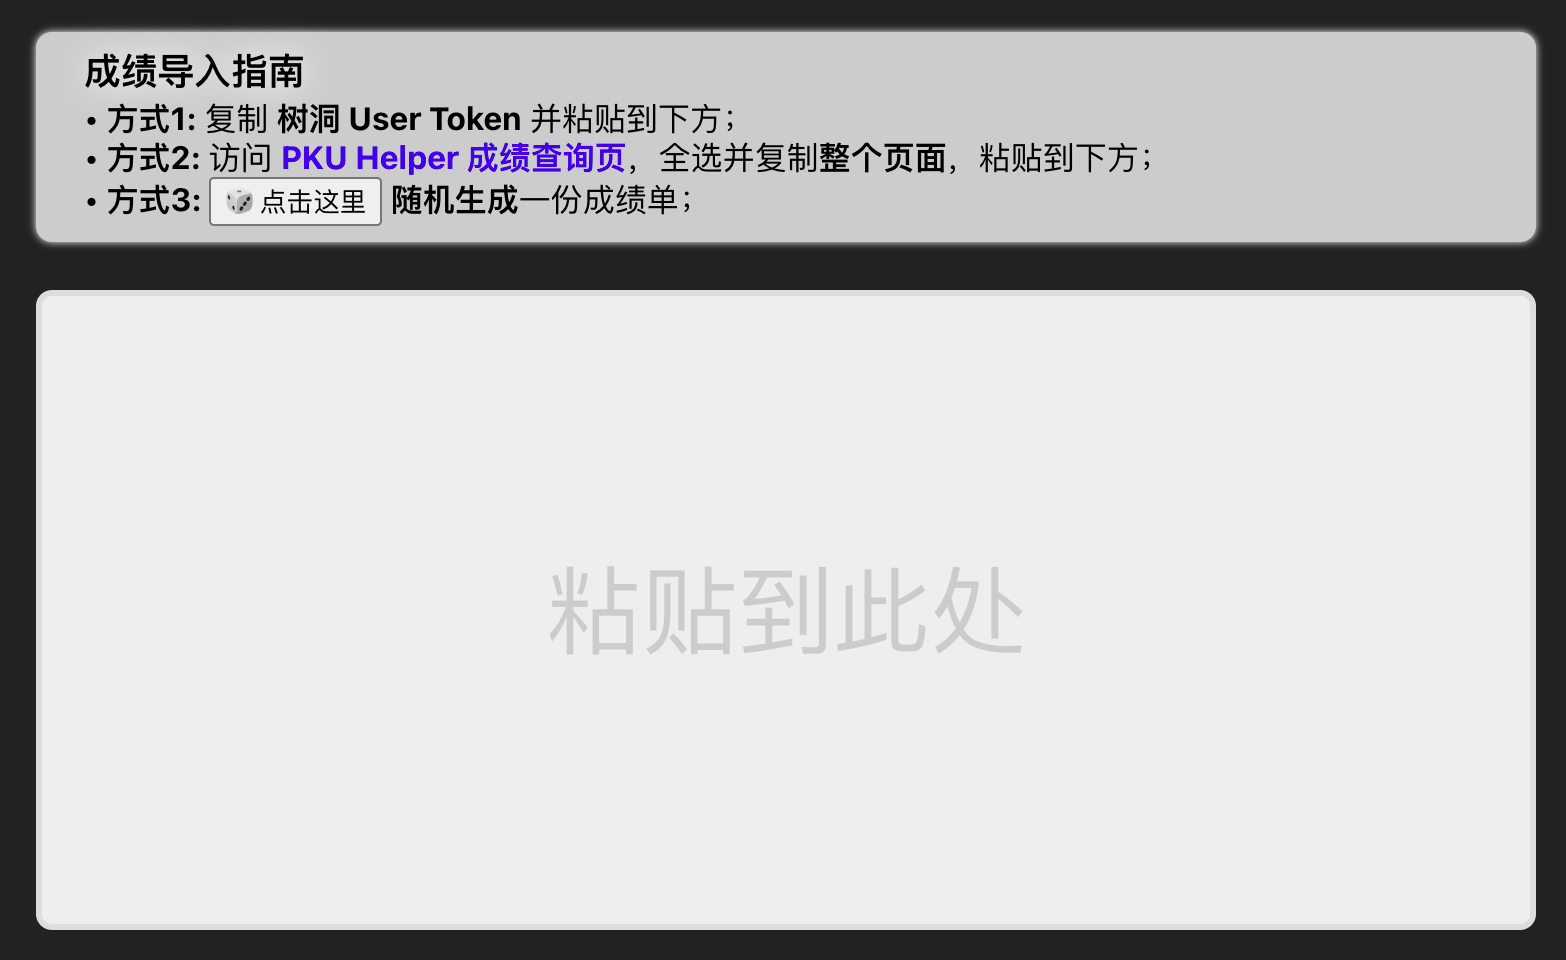 成绩导入指南
• 方式1: 复制 树洞 User Token 并粘贴到下方；
• 方式2: 访问 PKU Helper 成绩查询页，全选并复制整个页面，粘贴到下方；
• 方式3: 点击这里 随机生成一份成绩单；
粘贴到此处